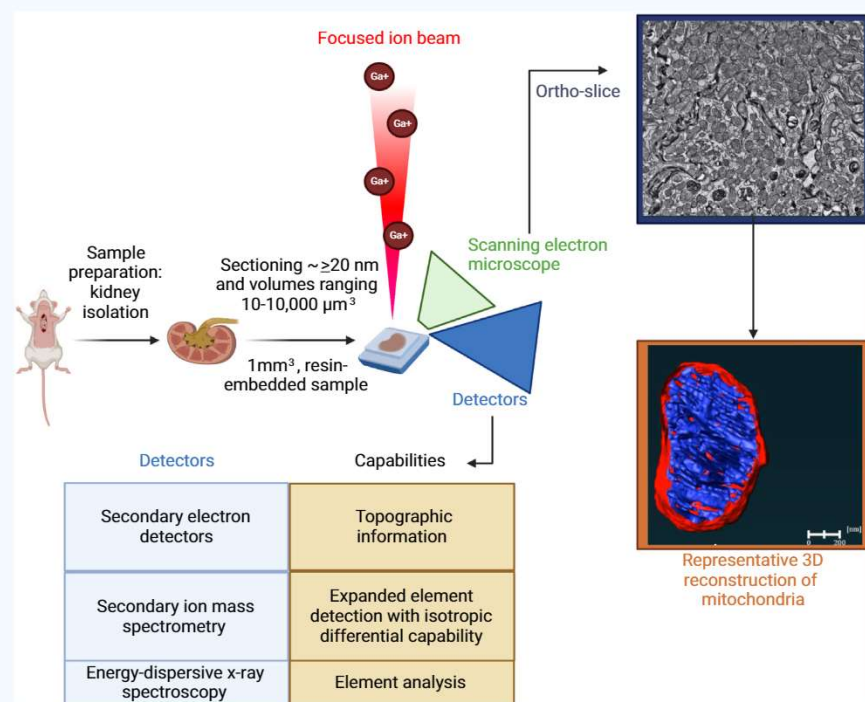 Focused ion beam
Ga+
Ga+
Ga+
Ga+
Ortho-slice
Scanning electron
microscope
Sample
preparation:
kidney
isolation
Sectioning ~≥20 nm
and volumes ranging
10-10,000 µm³
1mm³, resin-
embedded sample
Detectors
Detectors
Capabilities
Secondary electron
detectors
Topographic
information
Secondary ion mass
spectrometry
Expanded element
detection with isotropic
differential capability
Energy-dispersive x-ray
spectroscopy
Element analysis
[nm]
0 200
Representative 3D
reconstruction of
mitochondria